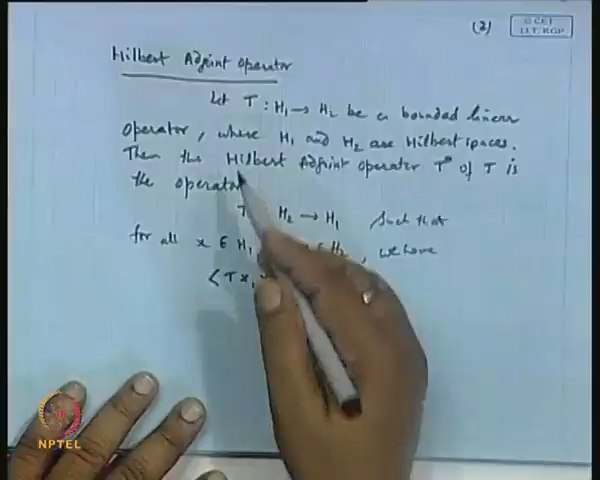 (2)
© CET
I.I.T. KGP
Hilbert Adjoint operator
Let T : H₁ → H₂ be a bounded linear
operator, where H₁ and H₂ are Hilbert spaces.
Then the Hilbert Adjoint operator T* of T is
the operator
H₂ → H₁ such that
for all x ∈ H₁ ∈ H₂, we have
< Tx,
NPTEL